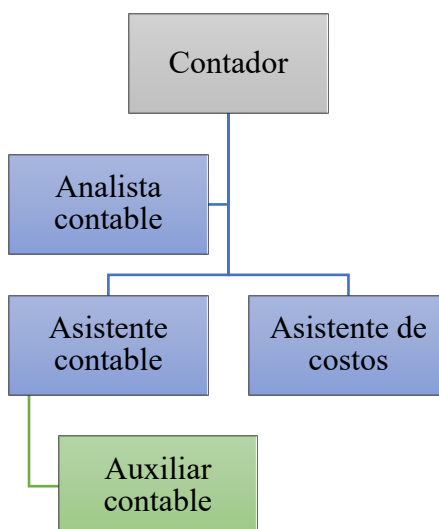 Contador
Analista
contable
Asistente
contable
Asistente de
costos
Auxiliar
contable